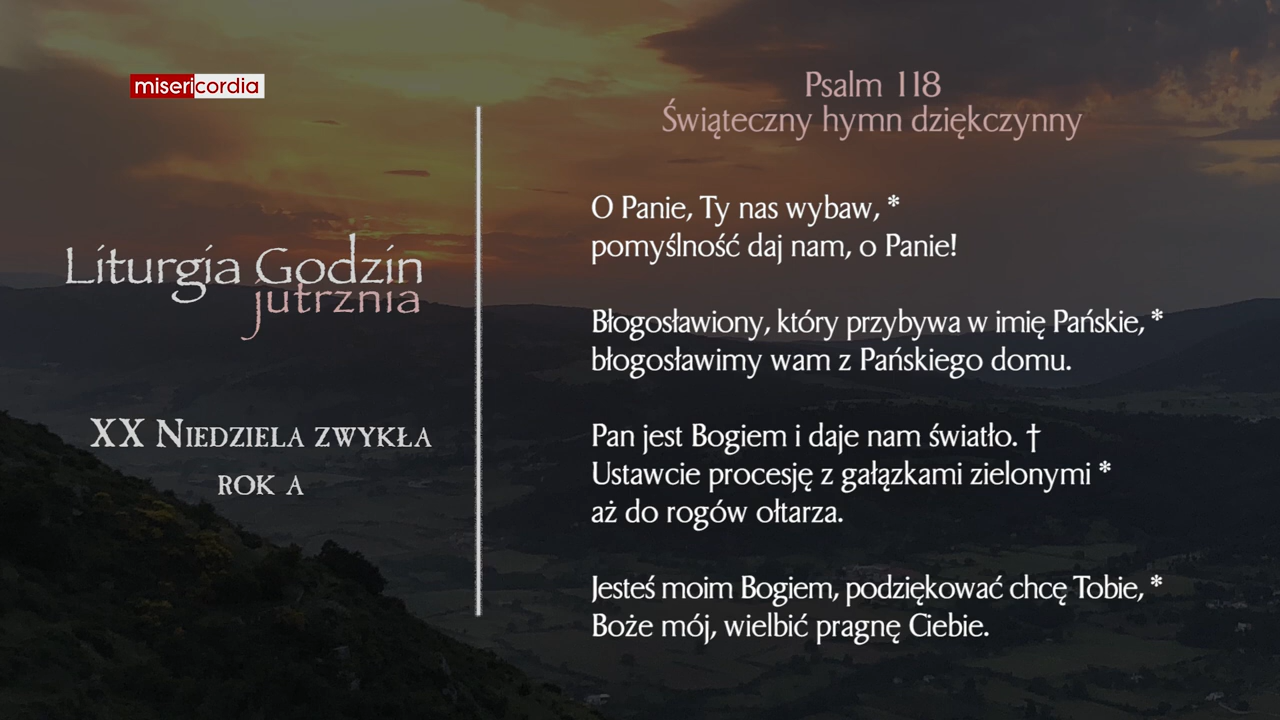 misericordia
Liturgia Godzin
jutrznia
XX Niedziela zwykła
rok A
Psalm 118
Świąteczny hymn dziękczynny
O Panie, Ty nas wybaw, *
pomyślność daj nam, o Panie!
Błogosławiony, który przybywa w imię Pańskie, *
błogosławimy wam z Pańskiego domu.
Pan jest Bogiem i daje nam światło. †
Ustawcie procesję z gałązkami zielonymi *
aż do rogów ołtarza.
Jesteś moim Bogiem, podziękować chcę Tobie, *
Boże mój, wielbić pragnę Ciebie.